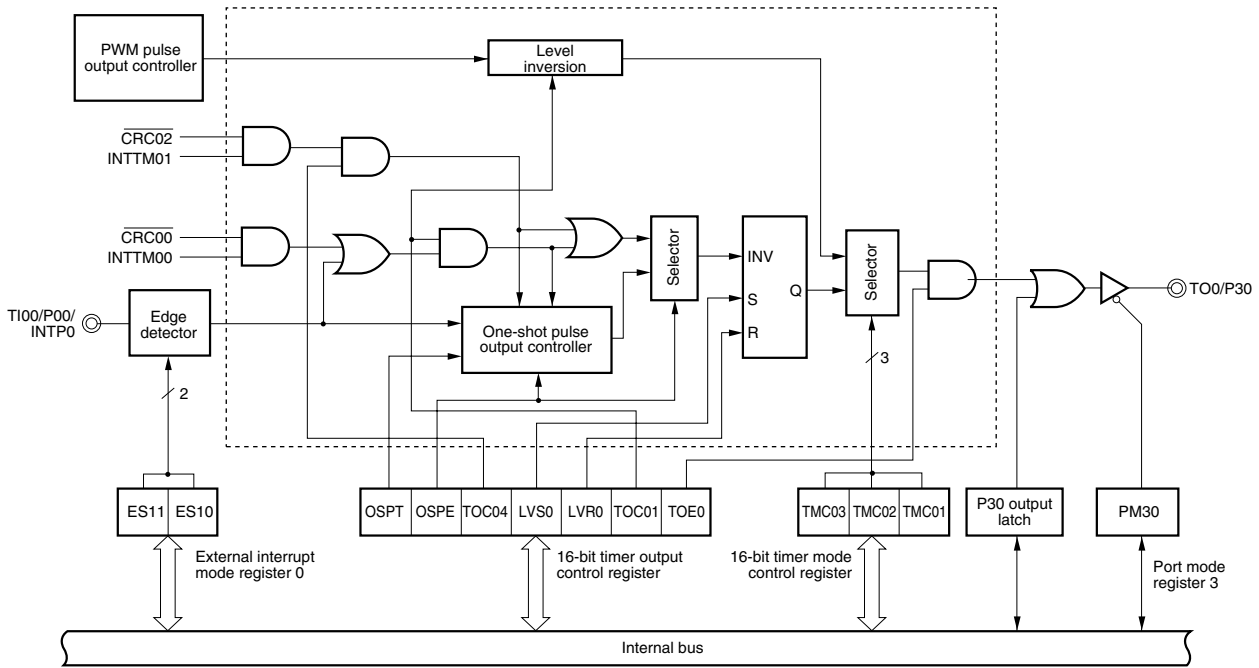 PWM pulse
output controller
Level
inversion
CRC02
INTTM01
CRC00
INTTM00
TI00/P00/
INTP0
Edge
detector
One-shot pulse
output controller
Selector
INV
S
R
Q
Selector
TO0/P30
2
3
ES11 ES10
OSPT OSPE TOC04 LVS0 LVR0 TOC01 TOE0
TMC03 TMC02 TMC01
P30 output
latch
PM30
External interrupt
mode register 0
16-bit timer output
control register
16-bit timer mode
control register
Port mode
register 3
Internal bus